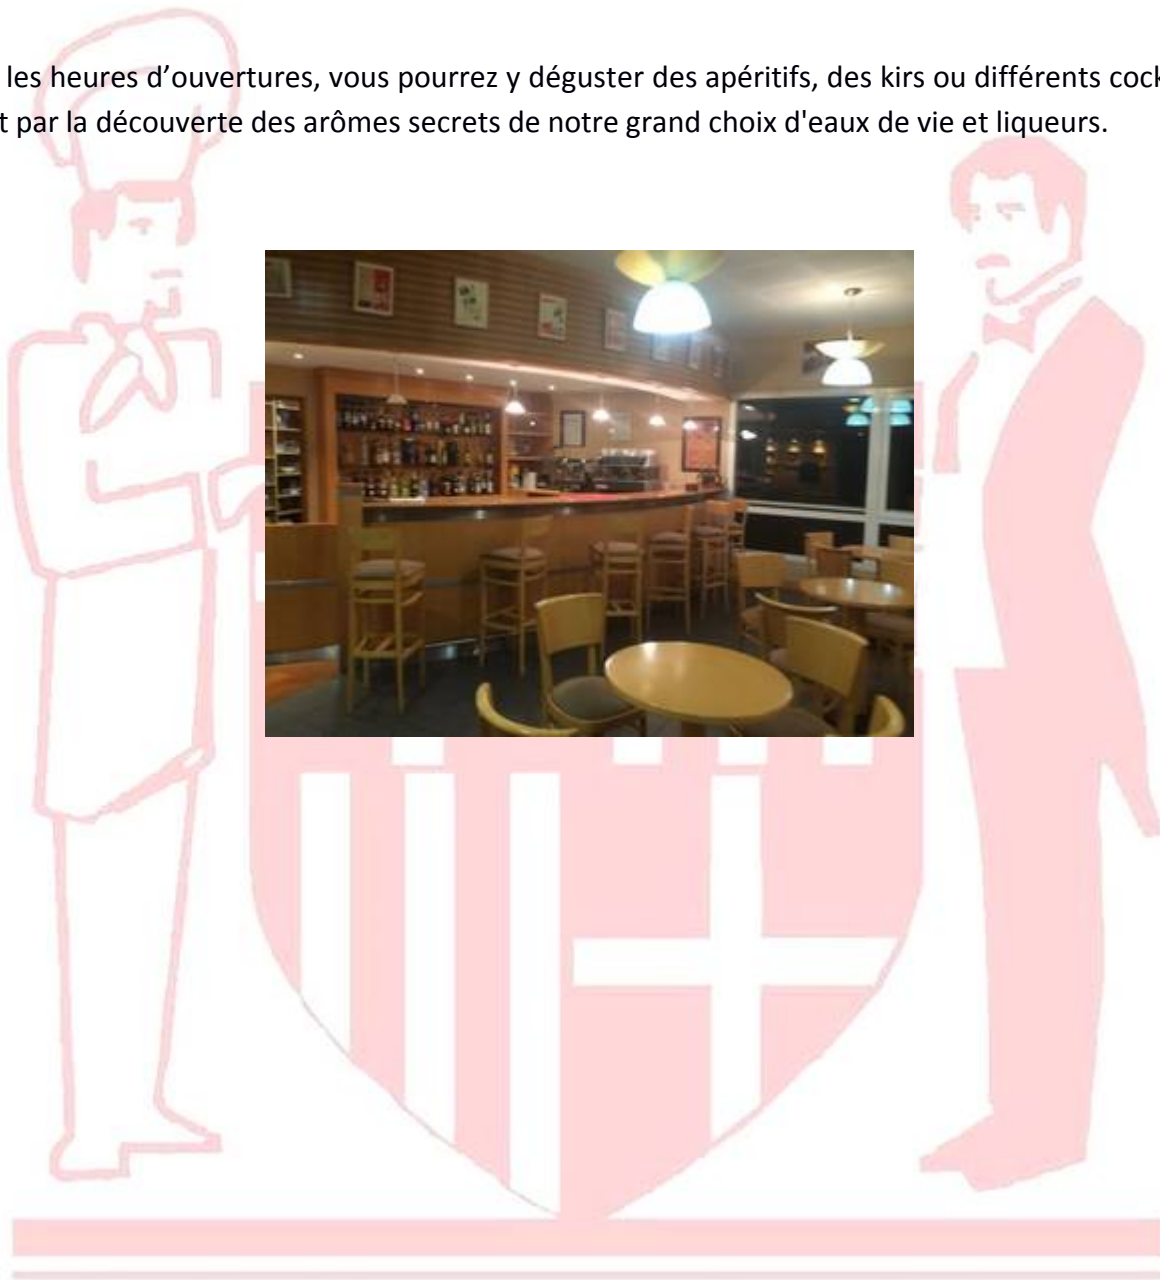 les heures d’ouvertures, vous pourrez y déguster des apéritifs, des kirs ou différents
par la découverte des arômes secrets de notre grand choix d'eaux de vie et liqueurs.